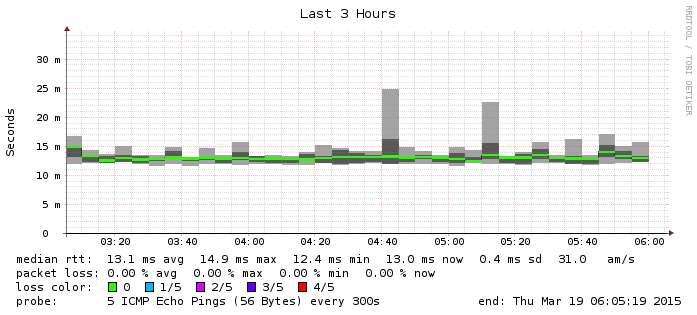 Last 3 Hours
RRDTOOL / TOBI OETIKER
Seconds
30 m
25 m
20 m
15 m
10 m
5 m
0
03:20 03:40 04:00 04:20 04:40 05:00 05:20 05:40 06:00
median rtt: 13.1 ms avg 14.9 ms max 12.4 ms min 13.0 ms now 0.4 ms sd 31.0 am/s
packet loss: 0.00 % avg 0.00 % max 0.00 % min 0.00 % now
loss color: 0 1/5 2/5 3/5 4/5
probe: 5 ICMP Echo Pings (56 Bytes) every 300s end: Thu Mar 19 06:05:19 2015